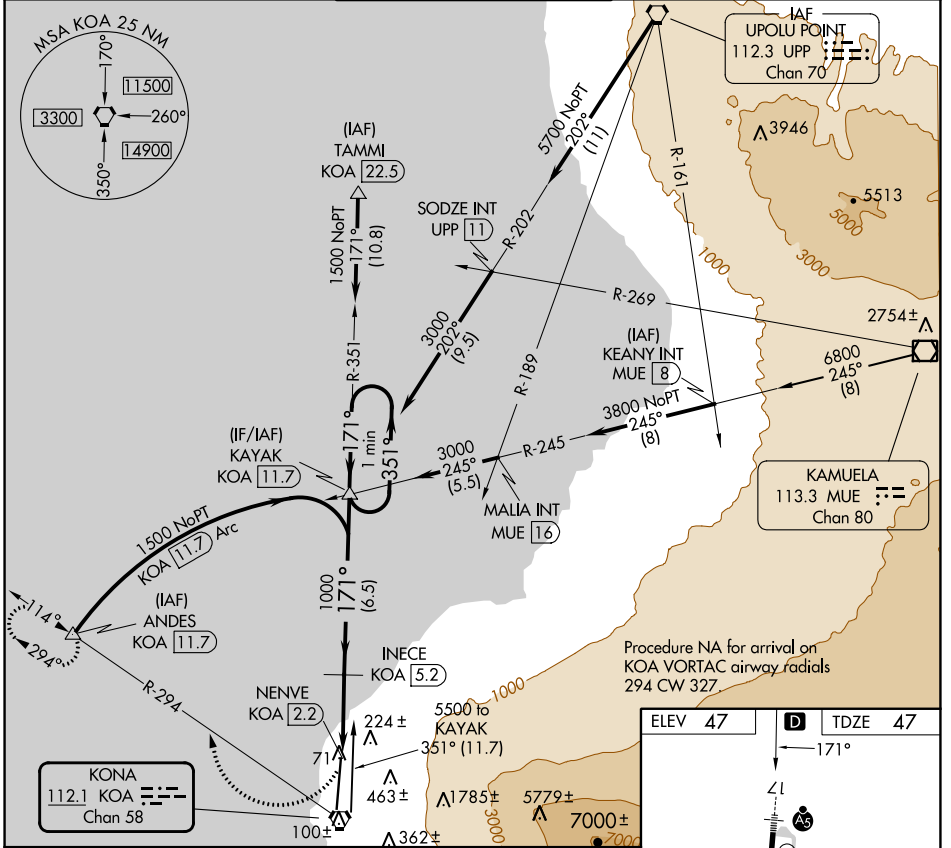 MSA KOA 25 NM
170°
11500
3300
260°
14900
350°
IAF
UPOLU POINT
112.3 UPP
Chan 70
5700 NoPT
202°
(11)
3946
5513
5000
3000
1000
R-161
(IAF)
TAMMI
KOA 22.5
1500 NoPT
171°
(10.8)
SODZE INT
UPP 11
R-202
R-269
2754±
R-351
3000
202°
(9.5)
R-189
(IAF)
KEANY INT
MUE 8
6800
245°
(8)
3800 NoPT
245°
(8)
R-245
171°
1 min
351°
(IF/IAF)
KAYAK
KOA 11.7
3000
245°
(5.5)
MALIA INT
MUE 16
KAMUELA
113.3 MUE
Chan 80
1500 NoPT
KOA 11.7 Arc
1000
171°
(6.5)
114°
294°
(IAF)
ANDES
KOA 11.7
R-294
INECE
KOA 5.2
NENVE
KOA 2.2
1000
Procedure NA for arrival on
KOA VORTAC airway radials
294 CW 327.
224±
5500 to
KAYAK
351° (11.7)
71
KONA
112.1 KOA
Chan 58
463±
1785±
5779±
7000±
7000
3000
100±
362±
ELEV 47
D
TDZE 47
171°
17
A5